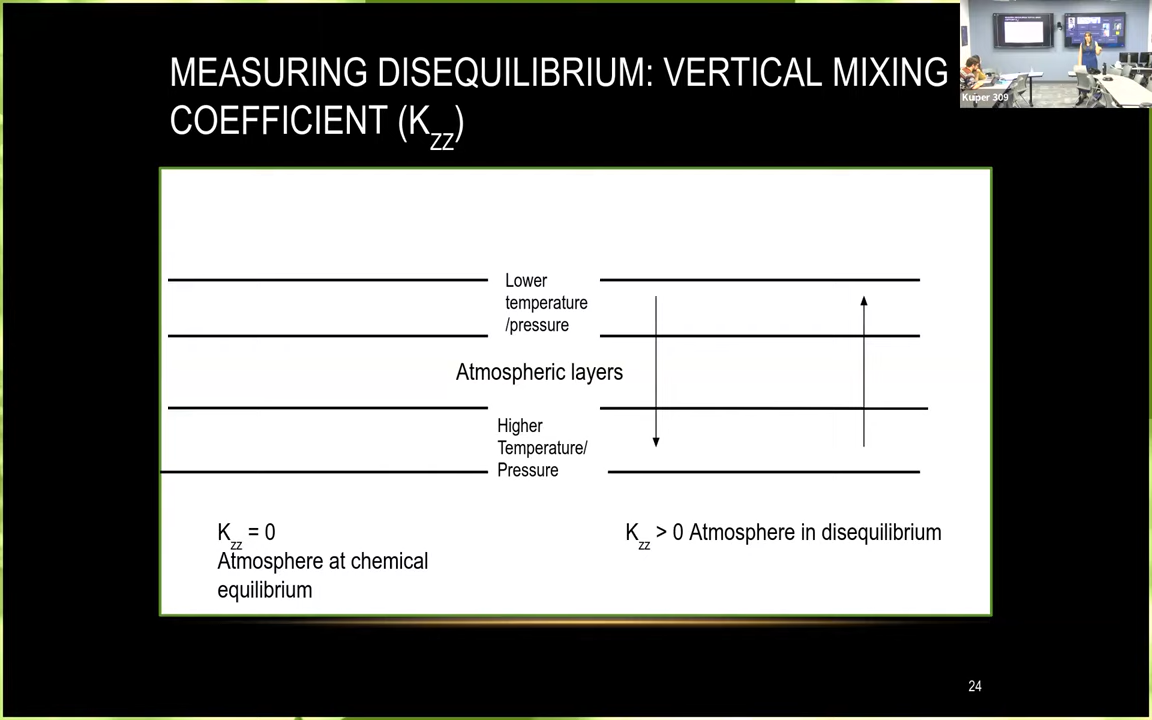 MEASURING DISEQUILIBRIUM: VERTICAL MIXING
COEFFICIENT (Kzz)
Kuiper 309
Lower
temperature
/pressure
Atmospheric layers
Higher
Temperature/
Pressure
Kzz = 0
Atmosphere at chemical
equilibrium
Kzz > 0 Atmosphere in disequilibrium
24